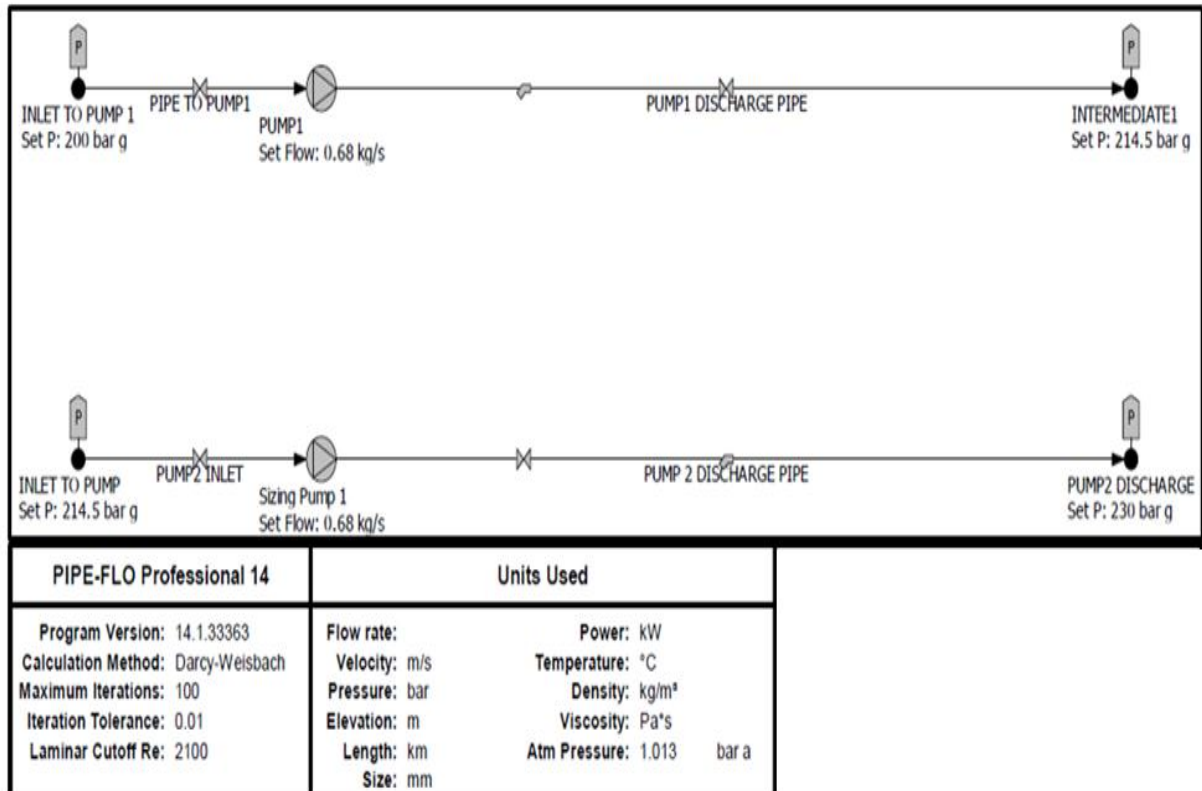 P
P
PIPE TO PUMP1
PUMP1 DISCHARGE PIPE
INLET TO PUMP 1
Set P: 200 bar g
PUMP1
Set Flow: 0.68 kg/s
INTERMEDIATE1
Set P: 214.5 bar g
P
P
PUMP2 INLET
PUMP 2 DISCHARGE PIPE
INLET TO PUMP
Set P: 214.5 bar g
Sizing Pump 1
Set Flow: 0.68 kg/s
PUMP2 DISCHARGE
Set P: 230 bar g
PIPE-FLO Professional 14
Program Version: 14.1.33363
Calculation Method: Darcy-Weisbach
Maximum Iterations: 100
Iteration Tolerance: 0.01
Laminar Cutoff Re: 2100
Units Used
Flow rate:
Velocity: m/s
Pressure: bar
Elevation: m
Length: km
Size: mm
Power: kW
Temperature: °C
Density: kg/m³
Viscosity: Pa*s
Atm Pressure: 1.013 bar a